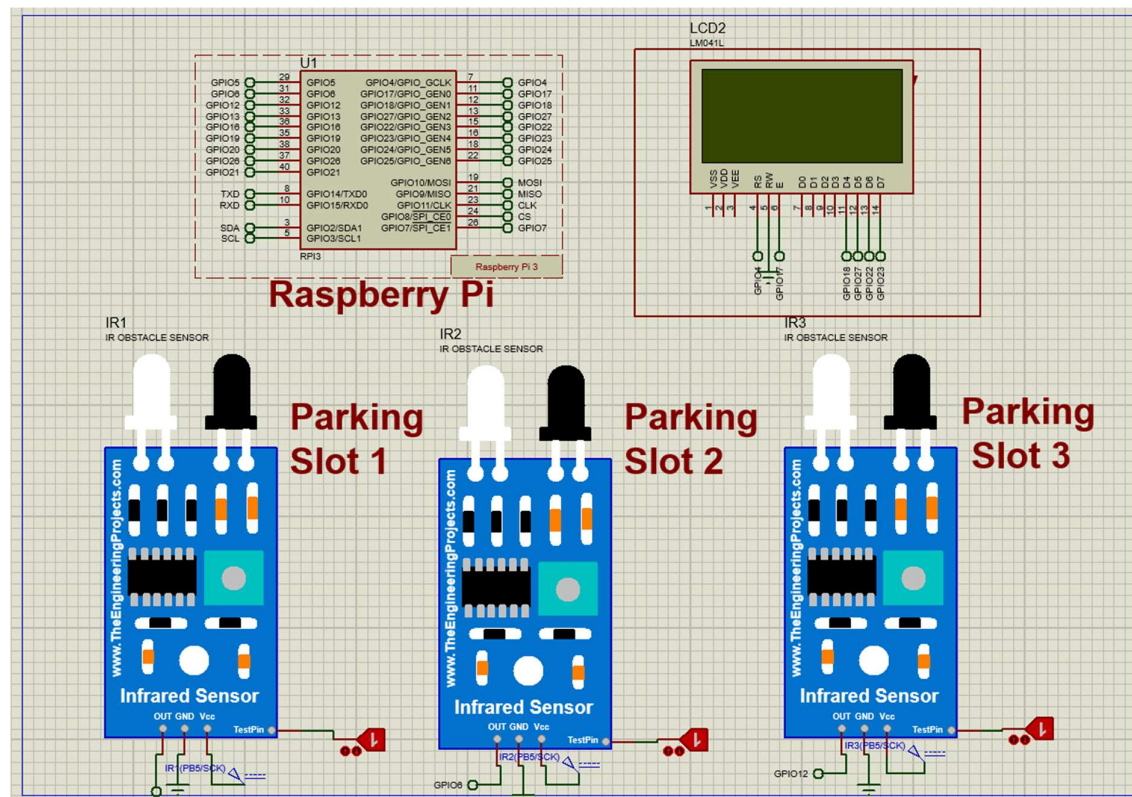 LCD2
LM041L
U1
GPIO5 29 GPIO5 GPIO4/GPIO_GCLK 7 GPIO4
GPIO6 31 GPIO6 GPIO17/GPIO_GEN0 11 GPIO17
GPIO12 32 GPIO12 GPIO18/GPIO_GEN1 12 GPIO18
GPIO13 33 GPIO13 GPIO27/GPIO_GEN2 13 GPIO27
GPIO16 36 GPIO16 GPIO22/GPIO_GEN3 15 GPIO22
GPIO19 35 GPIO19 GPIO23/GPIO_GEN4 16 GPIO23
GPIO20 38 GPIO20 GPIO24/GPIO_GEN5 18 GPIO24
GPIO26 37 GPIO26 GPIO25/GPIO_GEN6 22 GPIO25
GPIO21 40 GPIO21
GPIO10/MOSI 19 MOSI
TXD 8 GPIO14/TXD0 GPIO9/MISO 21 MISO
RXD 10 GPIO15/RXD0 GPIO11/CLK 23 CLK
GPIO8/SPI_CE0 24 CS
SDA 3 GPIO2/SDA1 GPIO7/SPI_CE1 26 GPIO7
SCL 5 GPIO3/SCL1
RPI3
Raspberry Pi 3
Raspberry Pi
VSS VDD VEE RS RW E D0 D1 D2 D3 D4 D5 D6 D7
1 2 3 4 5 6 7 8 9 10 11 12 13 14
GPIO4 GPIO17 GPIO18 GPIO27 GPIO22 GPIO23
IR1
IR OBSTACLE SENSOR
Parking
Slot 1
www.TheEngineeringProjects.com
Infrared Sensor
OUT GND Vcc
TestPin
1
IR1(PB5/SCK)
IR2
IR OBSTACLE SENSOR
Parking
Slot 2
www.TheEngineeringProjects.com
Infrared Sensor
OUT GND Vcc
TestPin
1
IR2(PB5/SCK)
GPIO6
IR3
IR OBSTACLE SENSOR
Parking
Slot 3
www.TheEngineeringProjects.com
Infrared Sensor
OUT GND Vcc
TestPin
1
IR3(PB5/SCK)
GPIO12